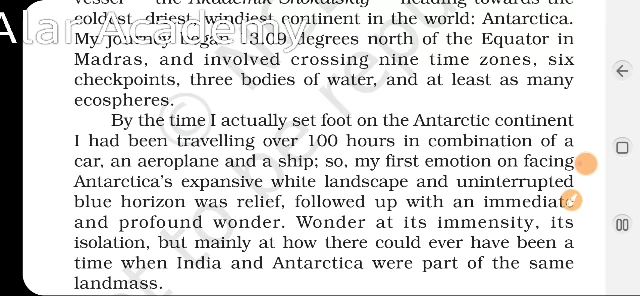 vessel — the Akademik Shokalskiy — heading towards the
coldest, driest, windiest continent in the world: Antarctica.
Alar Academy
My journey began 13.09 degrees north of the Equator in
Madras, and involved crossing nine time zones, six
checkpoints, three bodies of water, and at least as many
ecospheres.
By the time I actually set foot on the Antarctic continent
I had been travelling over 100 hours in combination of a
car, an aeroplane and a ship; so, my first emotion on facing
Antarctica's expansive white landscape and uninterrupted
blue horizon was relief, followed up with an immediate
and profound wonder. Wonder at its immensity, its
isolation, but mainly at how there could ever have been a
time when India and Antarctica were part of the same
landmass.